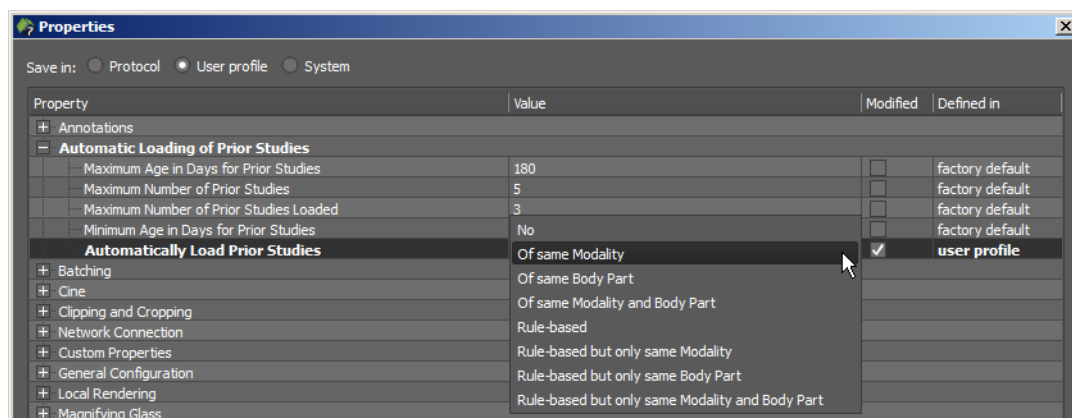 Properties
Save in: Protocol User profile System
Property Value Modified Defined in
Annotations
Automatic Loading of Prior Studies
Maximum Age in Days for Prior Studies 180 factory default
Maximum Number of Prior Studies 5 factory default
Maximum Number of Prior Studies Loaded 3 factory default
Minimum Age in Days for Prior Studies No factory default
Automatically Load Prior Studies Of same Modality user profile
Batching Of same Body Part
Cine Of same Modality and Body Part
Clipping and Cropping Rule-based
Network Connection Rule-based but only same Modality
Custom Properties
General Configuration Rule-based but only same Body Part
Local Rendering Rule-based but only same Modality and Body Part
Magnifying Glass